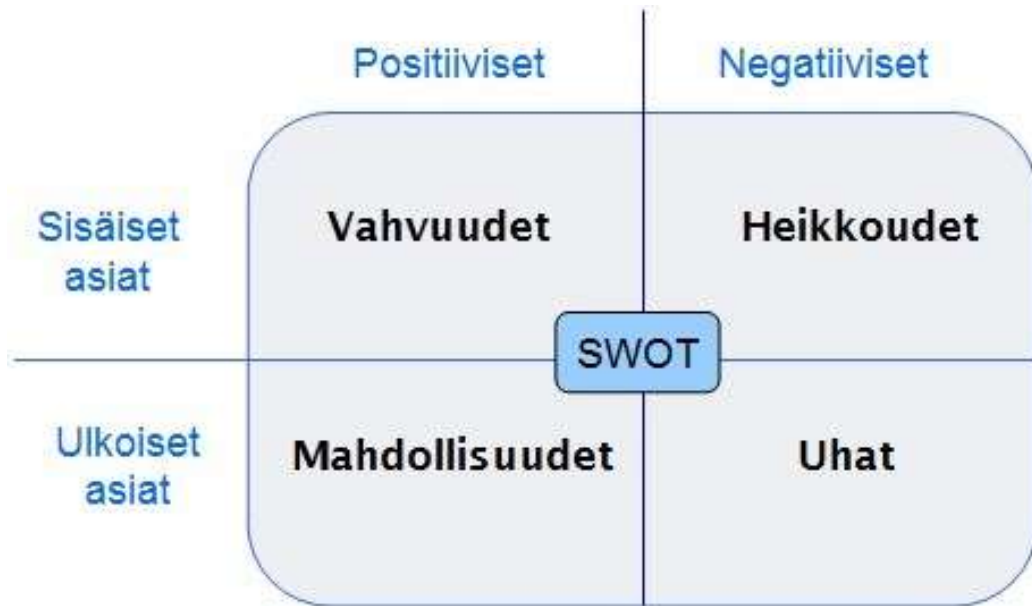 Positiiviset Negatiiviset
Sisäiset
asiat
Vahvuudet Heikkoudet
SWOT
Ulkoiset
asiat
Mahdollisuudet Uhat